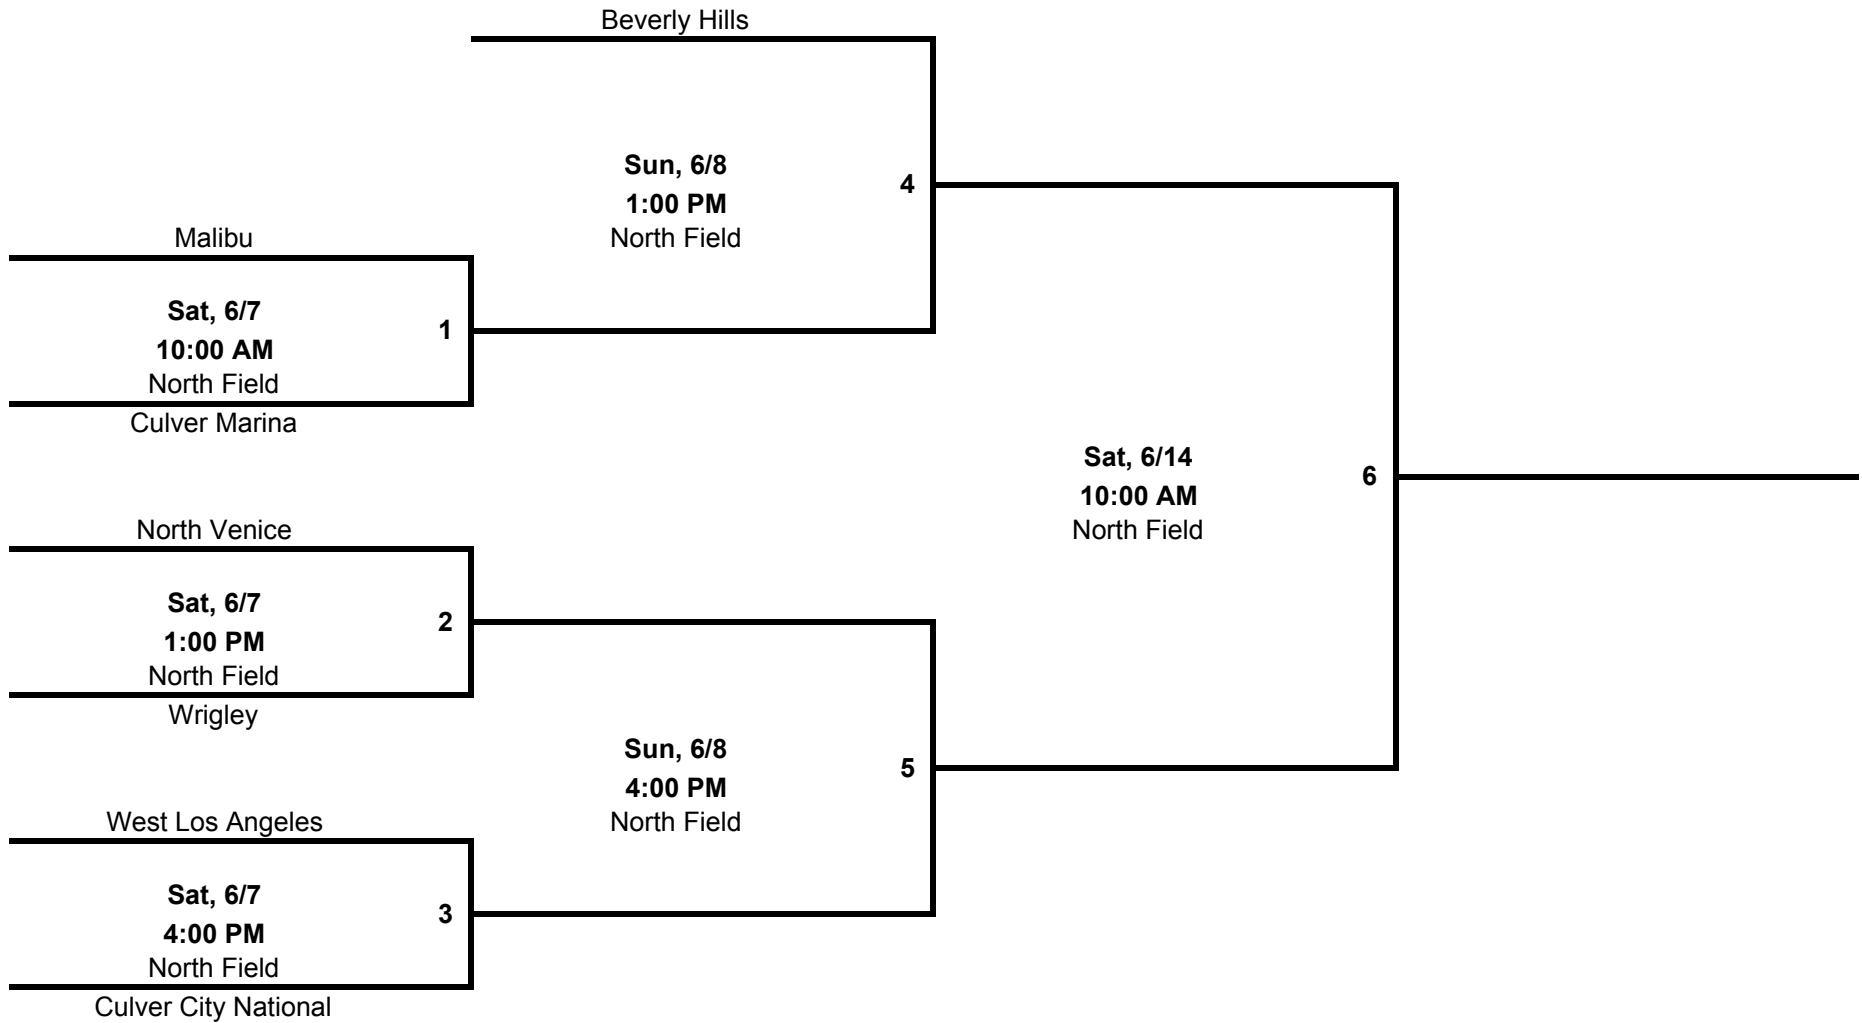 Beverly Hills
Sun, 6/8
1:00 PM
North Field
4
Malibu
Sat, 6/7
10:00 AM
North Field
1
Culver Marina
Sat, 6/14
10:00 AM
North Field
6
North Venice
Sat, 6/7
1:00 PM
North Field
2
Wrigley
Sun, 6/8
4:00 PM
North Field
5
West Los Angeles
Sat, 6/7
4:00 PM
North Field
3
Culver City National